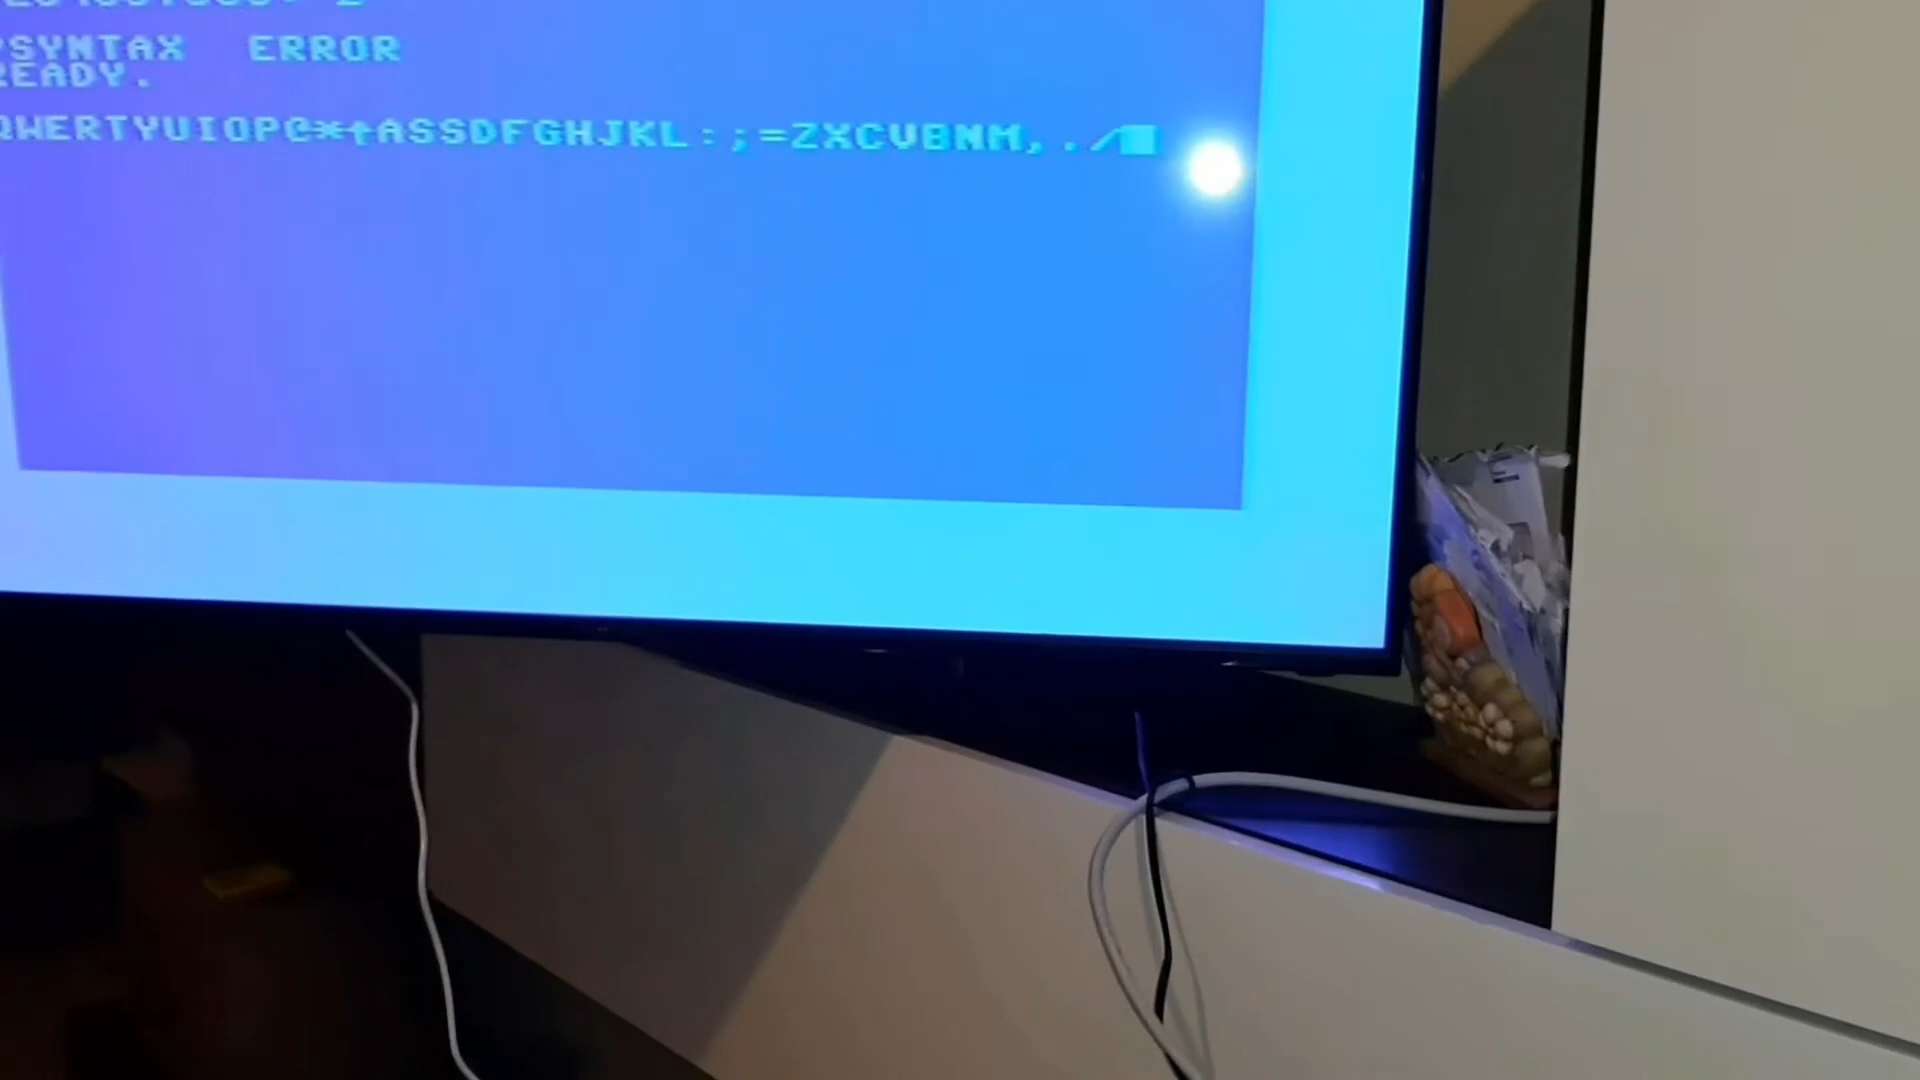 ?SYNTAX ERROR
READY.
QWERTYUIOP@*↑ASSDFGHJKL:;=ZXCVBNM,../